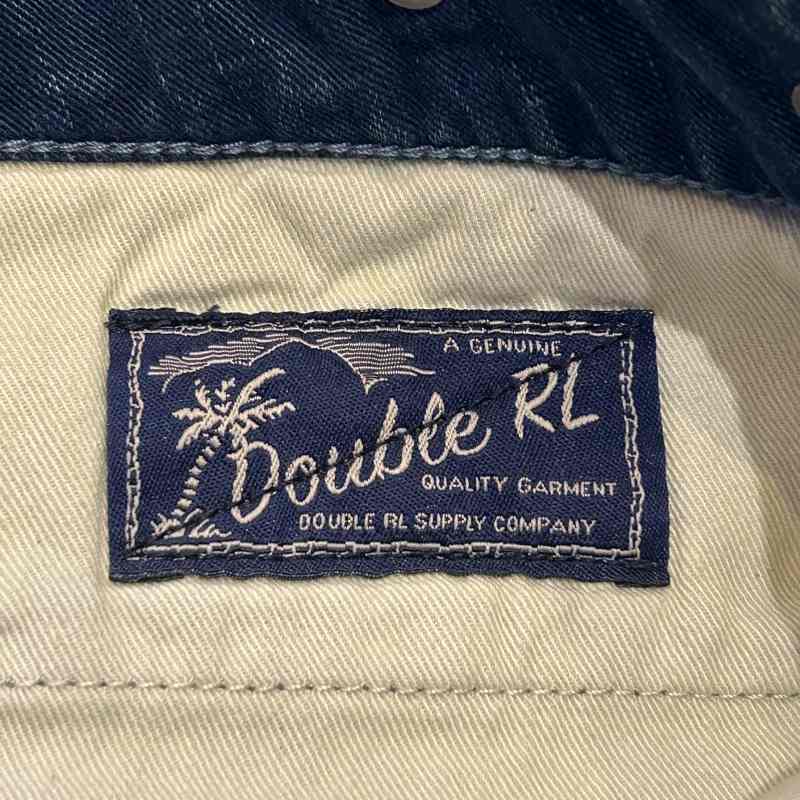 A GENUINE
Double RL
QUALITY GARMENT
DOUBLE RL SUPPLY COMPANY